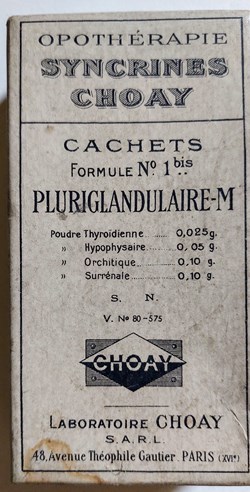 OPOTHÉRAPIE
SYNCRINES
CHOAY
CACHETS
FORMULE Nº 1 bis
PLURIGLANDULAIRE-M
Poudre Thyroïdienne ...... 0,025g.
» Hypophysaire .... 0,05 g.
» Orchitique ...... 0,10 g.
» Surrénale ....... 0,10 g.
S. N.
V. Nº 80-575
CHOAY
LABORATOIRE CHOAY
S.A.R.L.
48, Avenue Théophile Gautier. PARIS (XVIe)